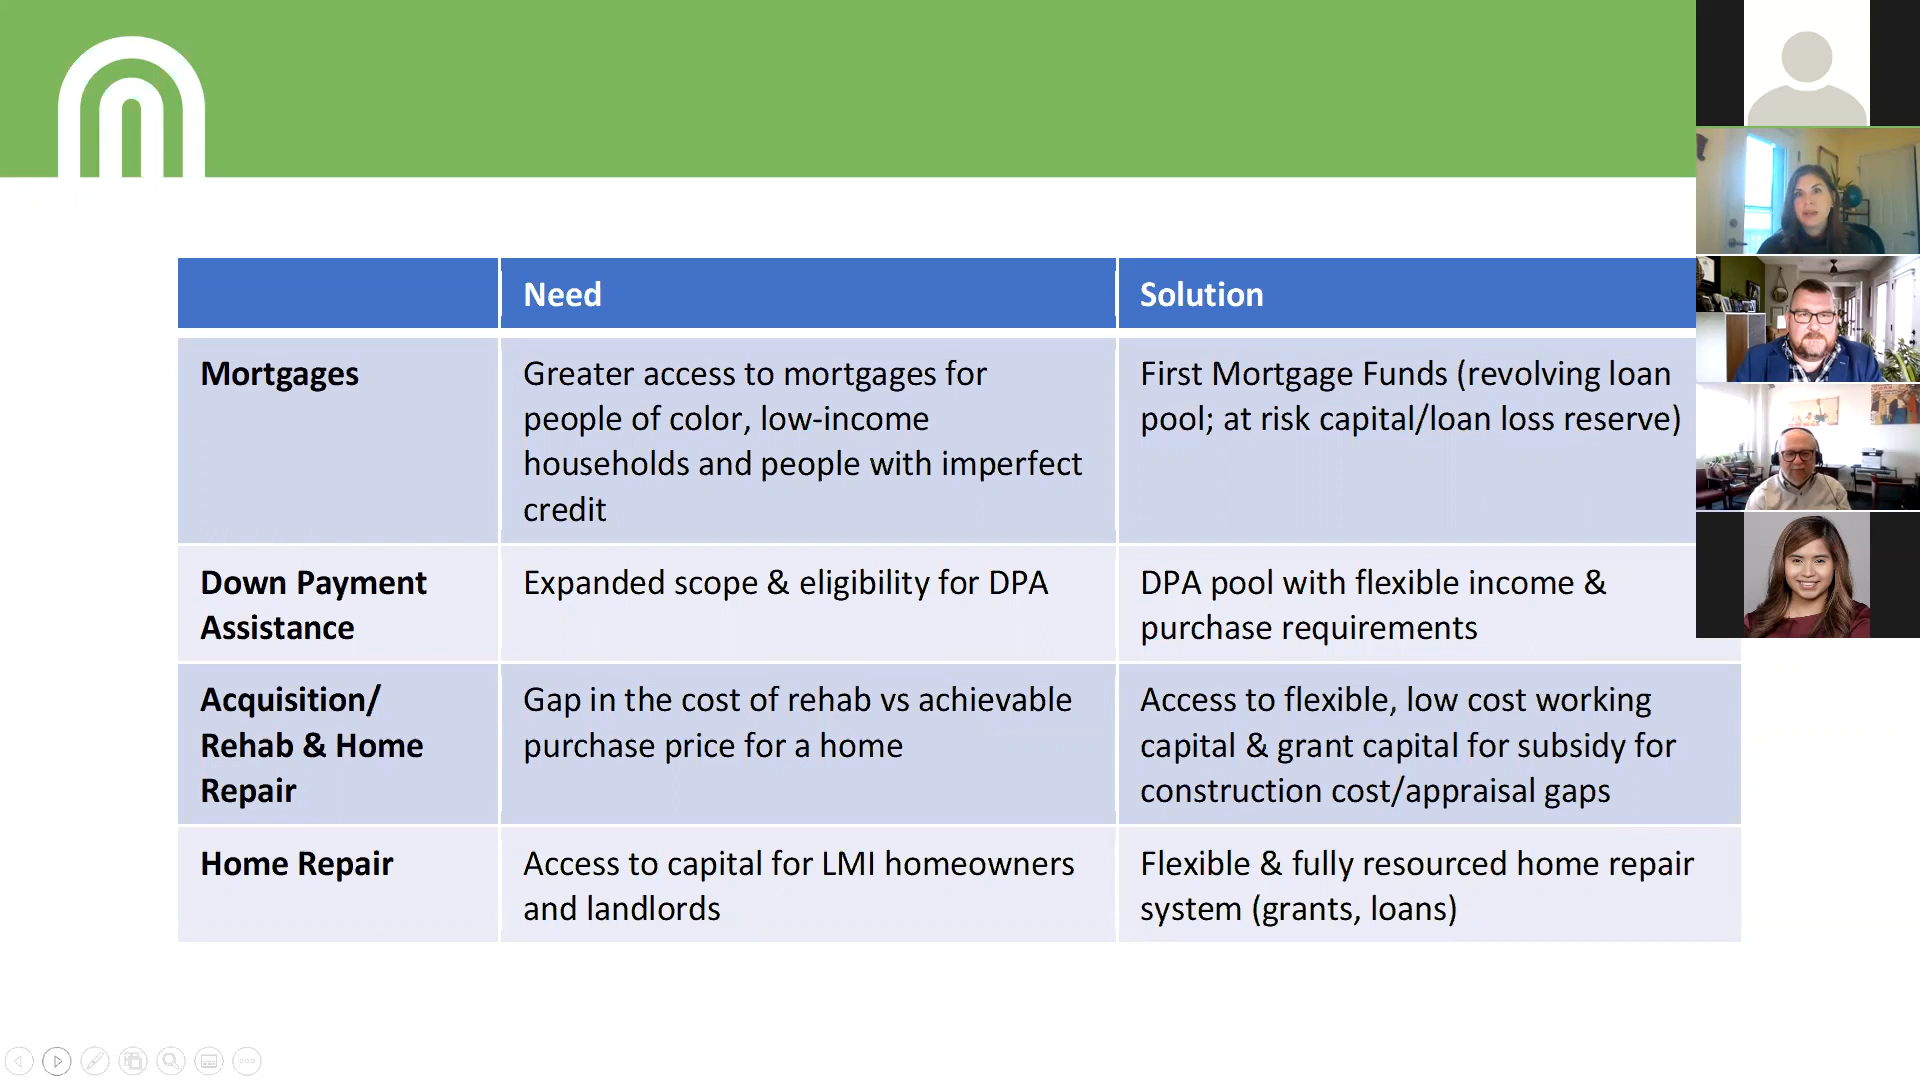 Need
Solution
Mortgages
Greater access to mortgages for
people of color, low-income
households and people with imperfect
credit
First Mortgage Funds (revolving loan
pool; at risk capital/loan loss reserve)
Down Payment
Assistance
Expanded scope & eligibility for DPA
DPA pool with flexible income &
purchase requirements
Acquisition/
Rehab & Home
Repair
Gap in the cost of rehab vs achievable
purchase price for a home
Access to flexible, low cost working
capital & grant capital for subsidy for
construction cost/appraisal gaps
Home Repair
Access to capital for LMI homeowners
and landlords
Flexible & fully resourced home repair
system (grants, loans)